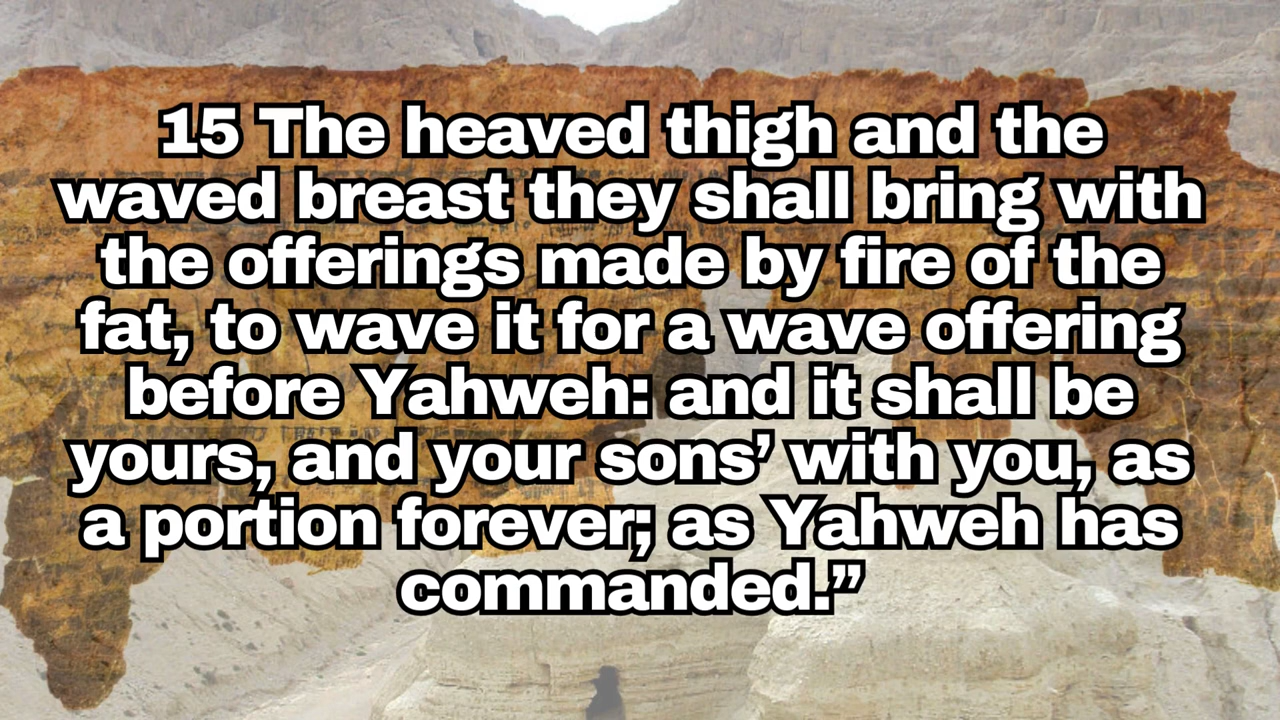 15 The heaved thigh and the
waved breast they shall bring with
the offerings made by fire of the
fat, to wave it for a wave offering
before Yahweh: and it shall be
yours, and your sons’ with you, as
a portion forever; as Yahweh has
commanded.”